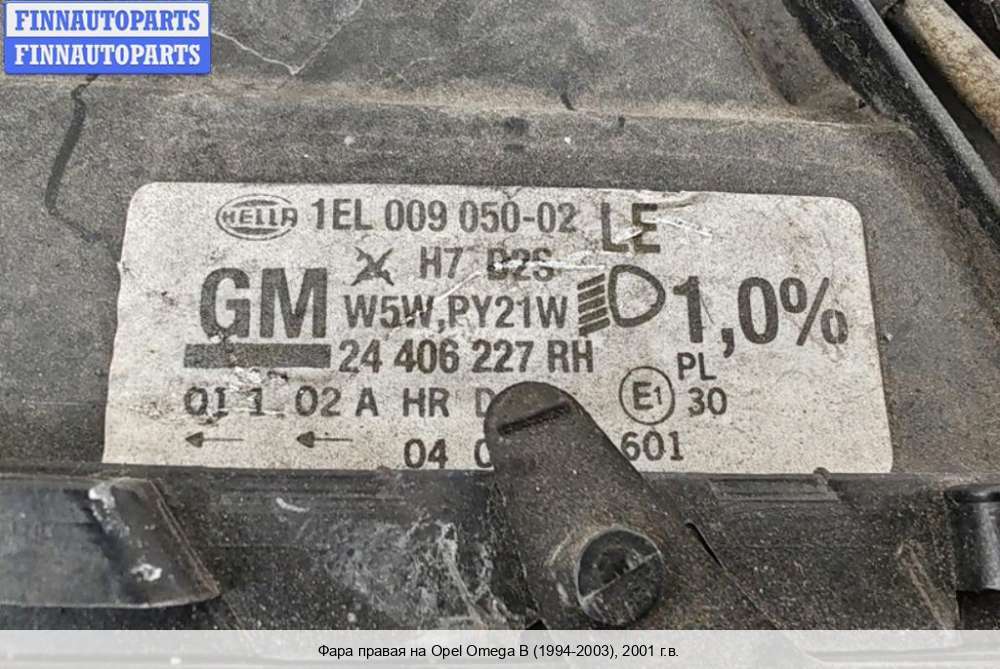 FINNAUTOPARTS
FINNAUTOPARTS
HELLA 1EL 009 050-02 LE
H7 D2S
GM W5W,PY21W 1,0%
24 406 227 RH
PL
01 1 02 A HR E1 30
04 601
Фара правая на Opel Omega B (1994-2003), 2001 г.в.